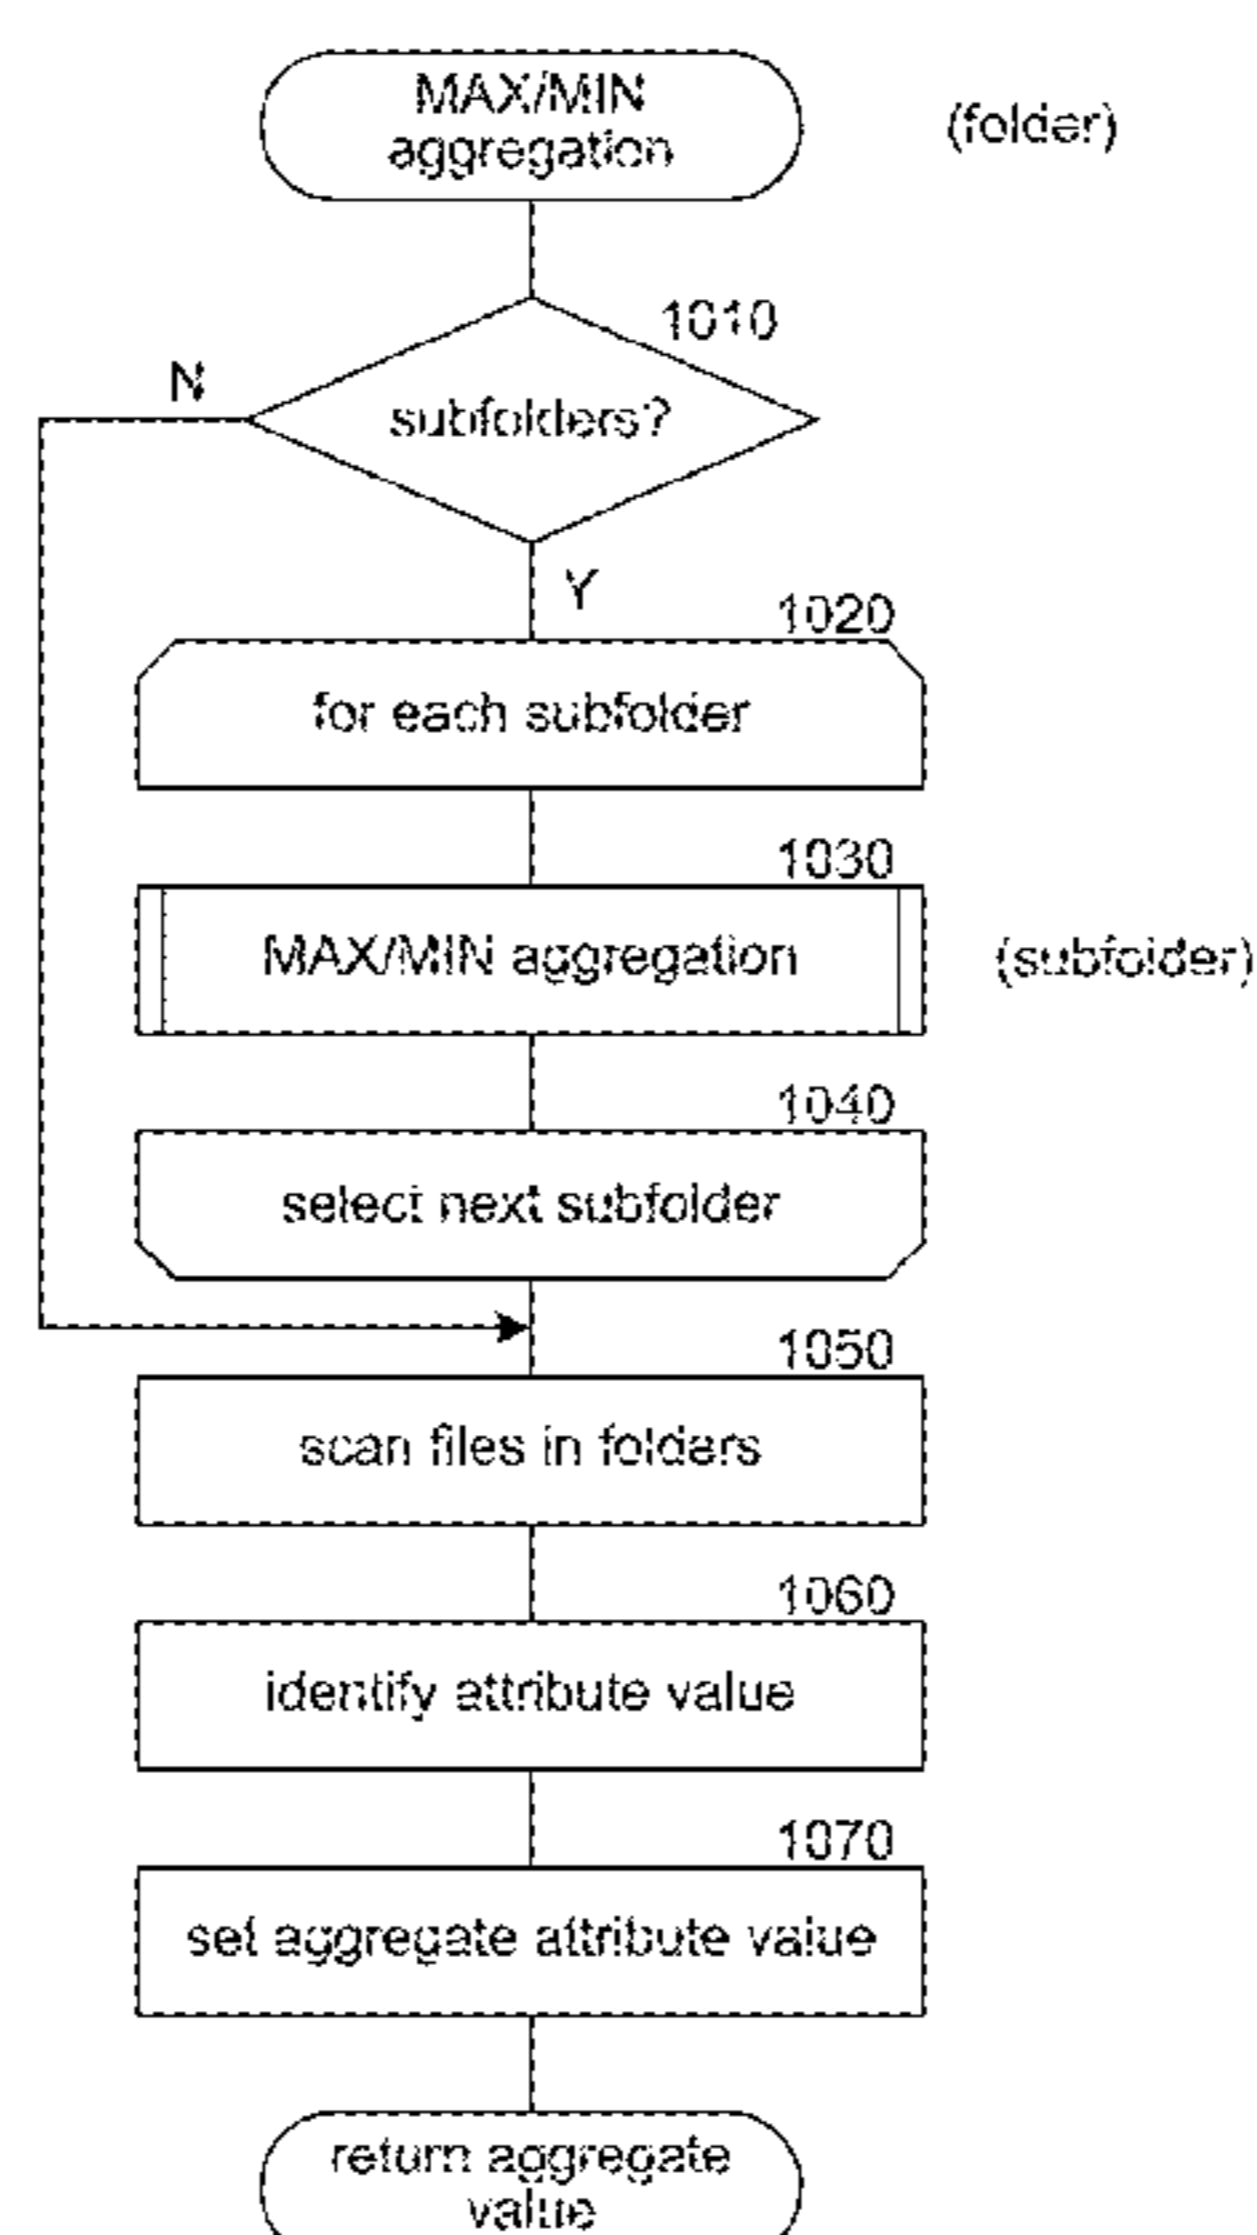 MAX/MIN
aggregation
(folder)
1010
N
subfolders?
Y
1020
for each subfolder
1030
MAX/MIN aggregation
(subfolder)
1040
select next subfolder
1050
scan files in folders
1060
identify attribute value
1070
set aggregate attribute value
return aggregate
value